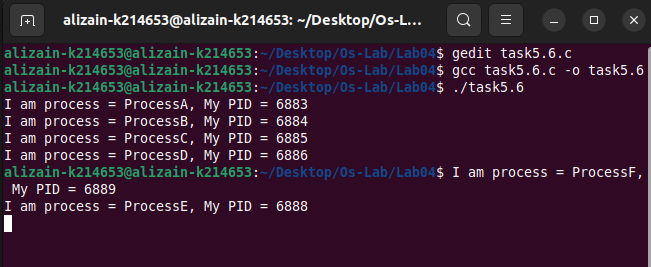 alizain-k214653@alizain-k214653: ~/Desktop/Os-L...
alizain-k214653@alizain-k214653:~/Desktop/Os-Lab/Lab04$ gedit task5.6.c
alizain-k214653@alizain-k214653:~/Desktop/Os-Lab/Lab04$ gcc task5.6.c -o task5.6
alizain-k214653@alizain-k214653:~/Desktop/Os-Lab/Lab04$ ./task5.6
I am process = ProcessA, My PID = 6883
I am process = ProcessB, My PID = 6884
I am process = ProcessC, My PID = 6885
I am process = ProcessD, My PID = 6886
alizain-k214653@alizain-k214653:~/Desktop/Os-Lab/Lab04$ I am process = ProcessF,
 My PID = 6889
I am process = ProcessE, My PID = 6888